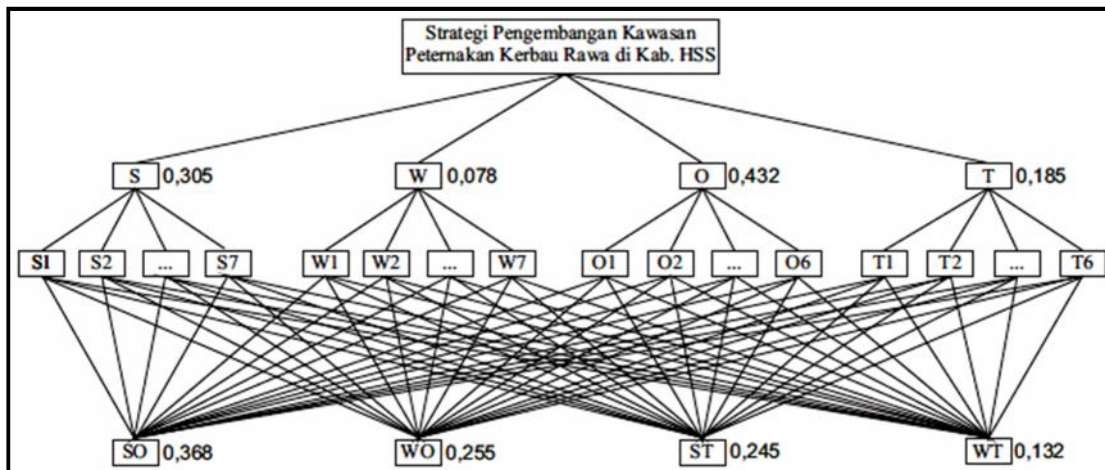 Strategi Pengembangan Kawasan
Peternakan Kerbau Rawa di Kab. HSS
S 0,305 W 0,078 O 0,432 T 0,185
S1 S2 ... S7 W1 W2 ... W7 O1 O2 ... O6 T1 T2 ... T6
SO 0,368 WO 0,255 ST 0,245 WT 0,132